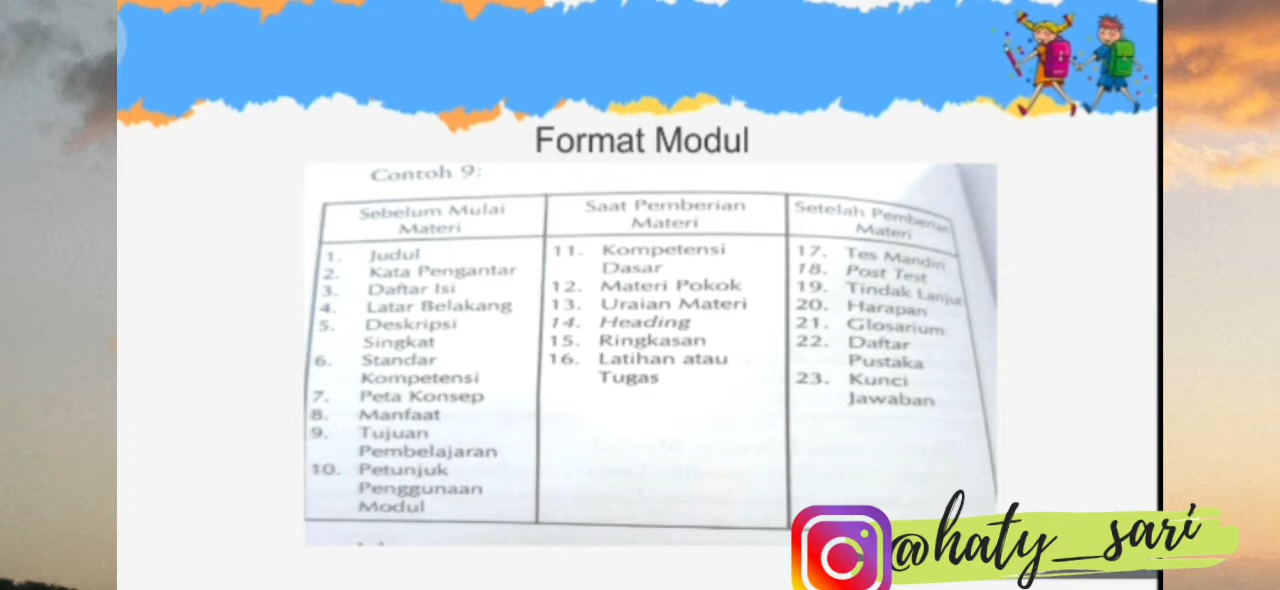 Format Modul
Contoh 9:
Sebelum Mulai
Materi
1. Judul
2. Kata Pengantar
3. Daftar Isi
4. Latar Belakang
5. Deskripsi
Singkat
6. Standar
Kompetensi
7. Peta Konsep
8. Manfaat
9. Tujuan
Pembelajaran
10. Petunjuk
Penggunaan
Modul
Saat Pemberian
Materi
11. Kompetensi
Dasar
12. Materi Pokok
13. Uraian Materi
14. Heading
15. Ringkasan
16. Latihan atau
Tugas
Setelah Pemberian
Materi
17. Tes Mandiri
18. Post Test
19. Tindak Lanjut
20. Harapan
21. Glosarium
22. Daftar
Pustaka
23. Kunci
Jawaban
@haty_sari